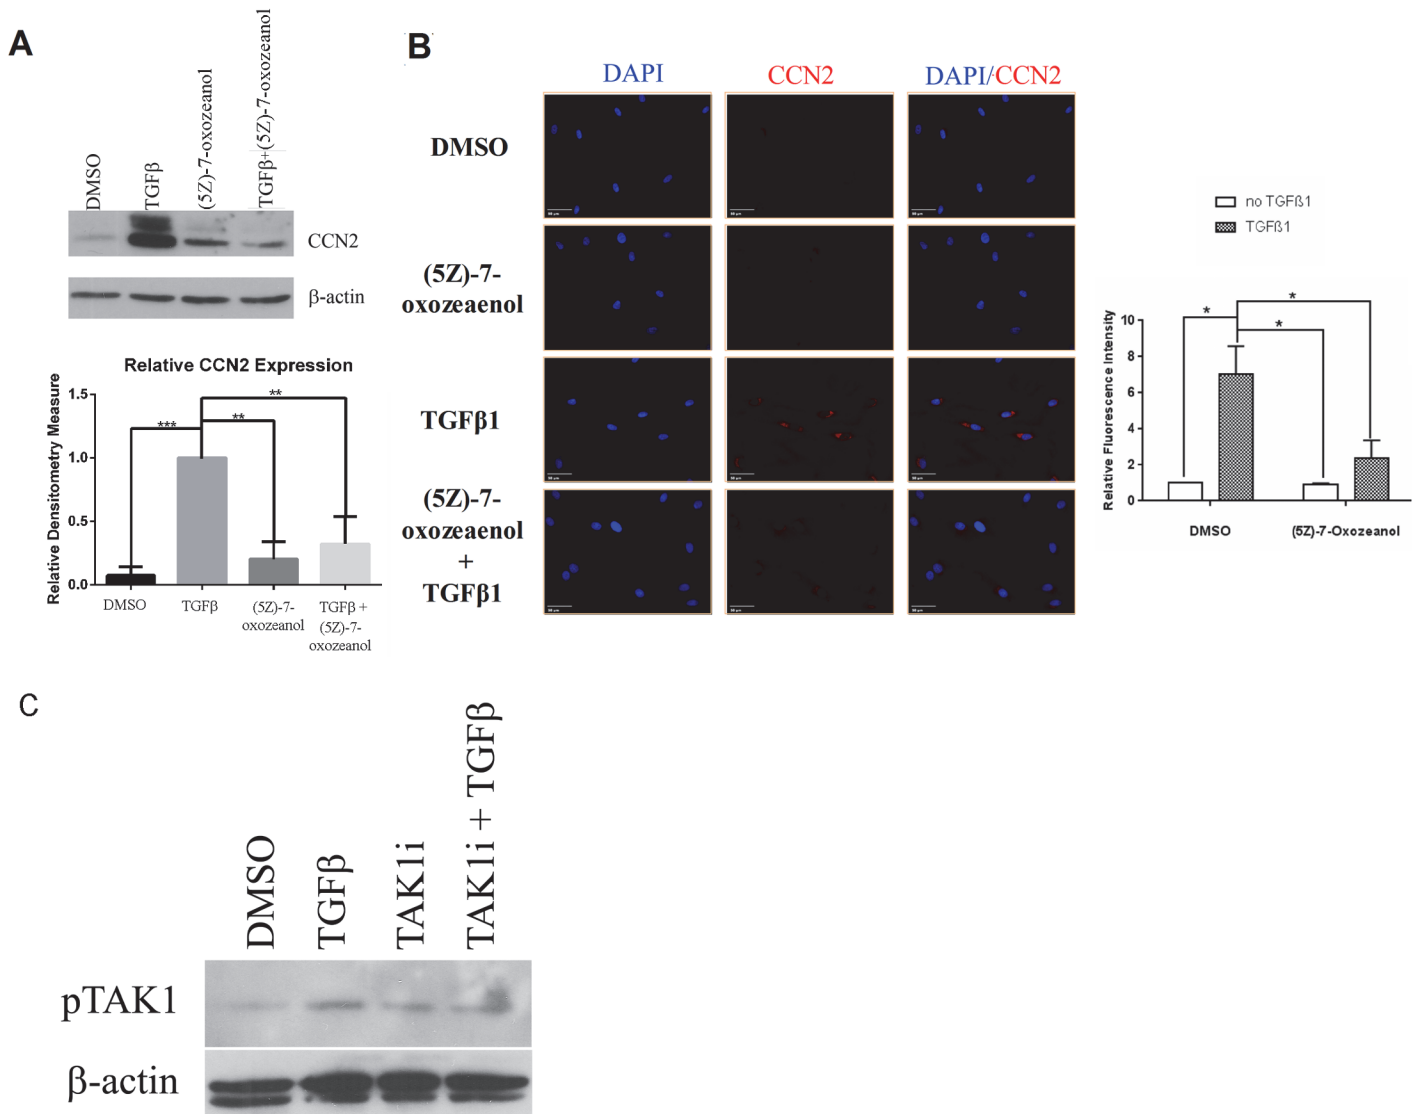 A
DMSO
TGFβ
(5Z)-7-oxozeanol
TGFβ+(5Z)-7-oxozeanol
CCN2
β-actin
Relative CCN2 Expression
Relative Densitometry Measure
1.5
1.0
0.5
0.0
***
**
**
DMSO
TGFβ
(5Z)-7-
oxozeanol
TGFβ +
(5Z)-7-
oxozeanol
B
DAPI
CCN2
DAPI/CCN2
DMSO
(5Z)-7-
oxozeaenol
TGFβ1
(5Z)-7-
oxozeaenol
+
TGFβ1
no TGFß1
TGFß1
Relative Fluorescence Intensity
10
8
6
4
2
0
*
*
*
DMSO
(5Z)-7-Oxozeanol
C
DMSO
TGFβ
TAK1i
TAK1i + TGFβ
pTAK1
β-actin